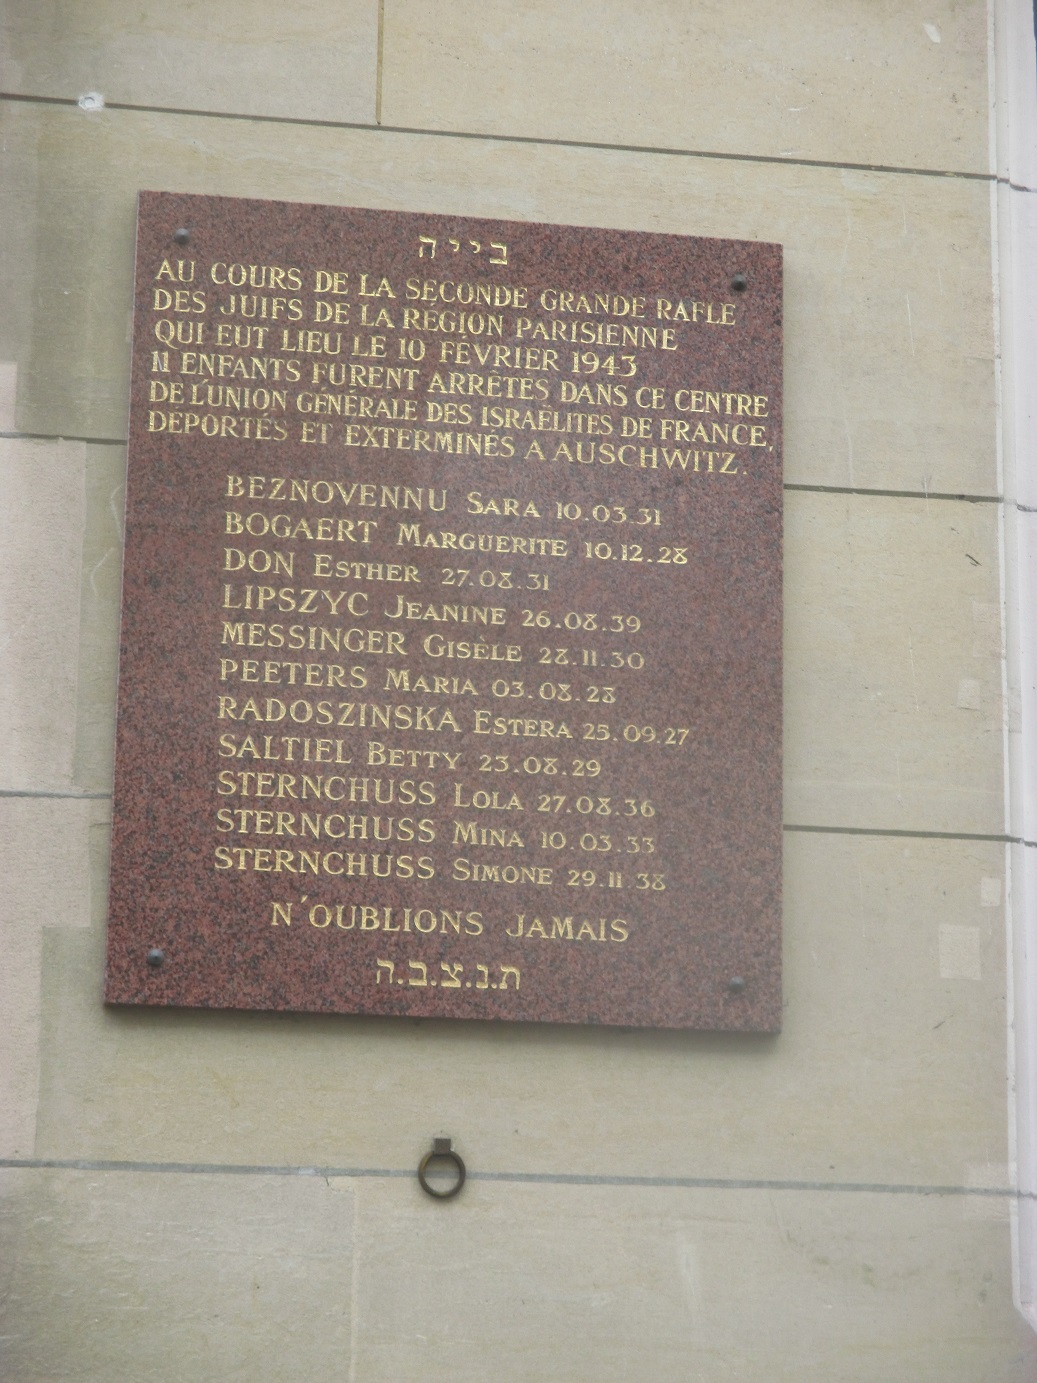 בייה
AU COURS DE LA SECONDE GRANDE RAFLE
DES JUIFS DE LA RÉGION PARISIENNE
QUI EUT LIEU LE 10 FÉVRIER 1943
11 ENFANTS FURENT ARRÊTÉS DANS CE CENTRE
DE L'UNION GÉNÉRALE DES ISRAÉLITES DE FRANCE,
DÉPORTÉS ET EXTERMINÉS A AUSCHWITZ.
BEZNOVENNU SARA 10.03.31
BOGAERT MARGUERITE 10.12.28
DON ESTHER 27.08.31
LIPSZYC JEANINE 26.08.39
MESSINGER GISÈLE 28.11.30
PEETERS MARIA 03.08.28
RADOSZINSKA ESTERA 25.09.27
SALTIEL BETTY 23.08.29
STERNCHUSS LOLA 27.08.36
STERNCHUSS MINA 10.03.33
STERNCHUSS SIMONE 29.11.38
N'OUBLIONS JAMAIS
ת.נ.צ.ב.ה